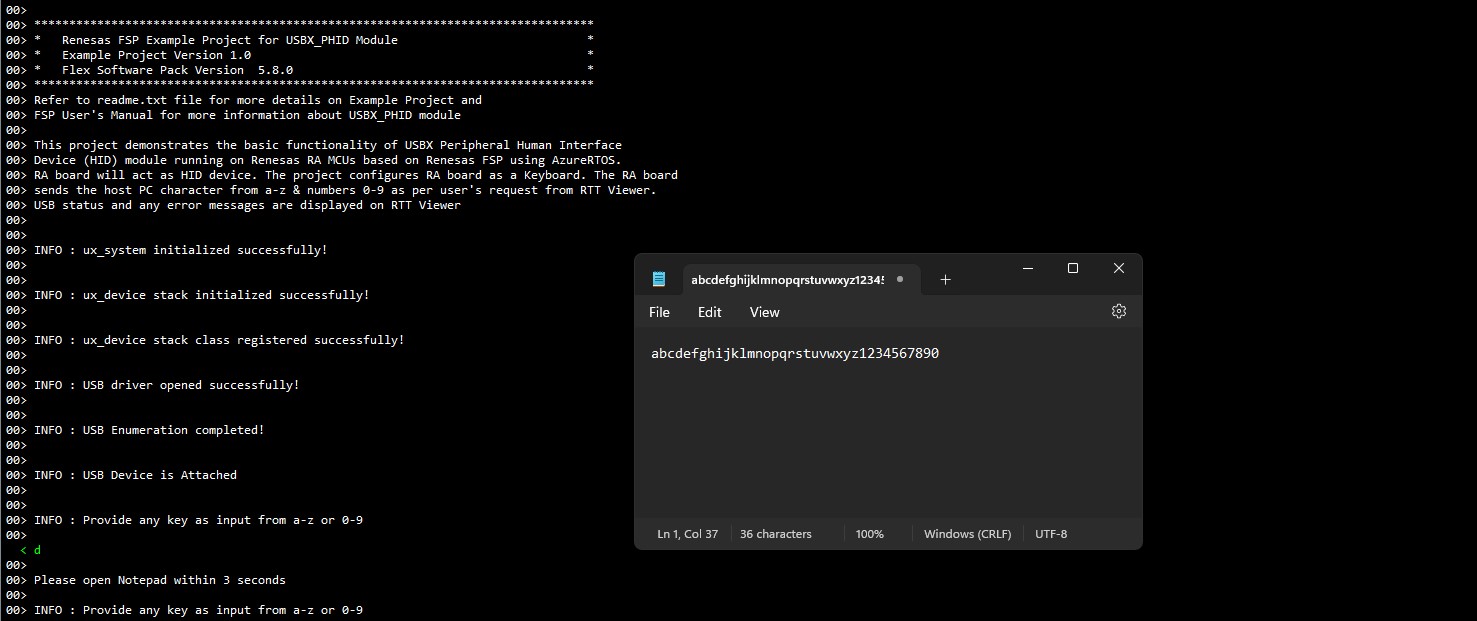 00>
00> ********************************************************************************
00> *   Renesas FSP Example Project for USBX_PHID Module                           *
00> *   Example Project Version 1.0                                                *
00> *   Flex Software Pack Version  5.8.0                                          *
00> ********************************************************************************
00> Refer to readme.txt file for more details on Example Project and
00> FSP User's Manual for more information about USBX_PHID module
00>
00> This project demonstrates the basic functionality of USBX Peripheral Human Interface
00> Device (HID) module running on Renesas RA MCUs based on Renesas FSP using AzureRTOS.
00> RA board will act as HID device. The project configures RA board as a Keyboard. The RA board
00> sends the host PC character from a-z & numbers 0-9 as per user's request from RTT Viewer.
00> USB status and any error messages are displayed on RTT Viewer
00>
00>
00> INFO : ux_system initialized successfully!
00>
00>
00> INFO : ux_device stack initialized successfully!
00>
00>
00> INFO : ux_device stack class registered successfully!
00>
00>
00> INFO : USB driver opened successfully!
00>
00>
00> INFO : USB Enumeration completed!
00>
00>
00> INFO : USB Device is Attached
00>
00>
00> INFO : Provide any key as input from a-z or 0-9
00>
< d
00>
00> Please open Notepad within 3 seconds
00>
00> INFO : Provide any key as input from a-z or 0-9
abcdefghijklmnopqrstuvwxyz12345
File Edit View
abcdefghijklmnopqrstuvwxyz1234567890
Ln 1, Col 37 36 characters 100% Windows (CRLF) UTF-8